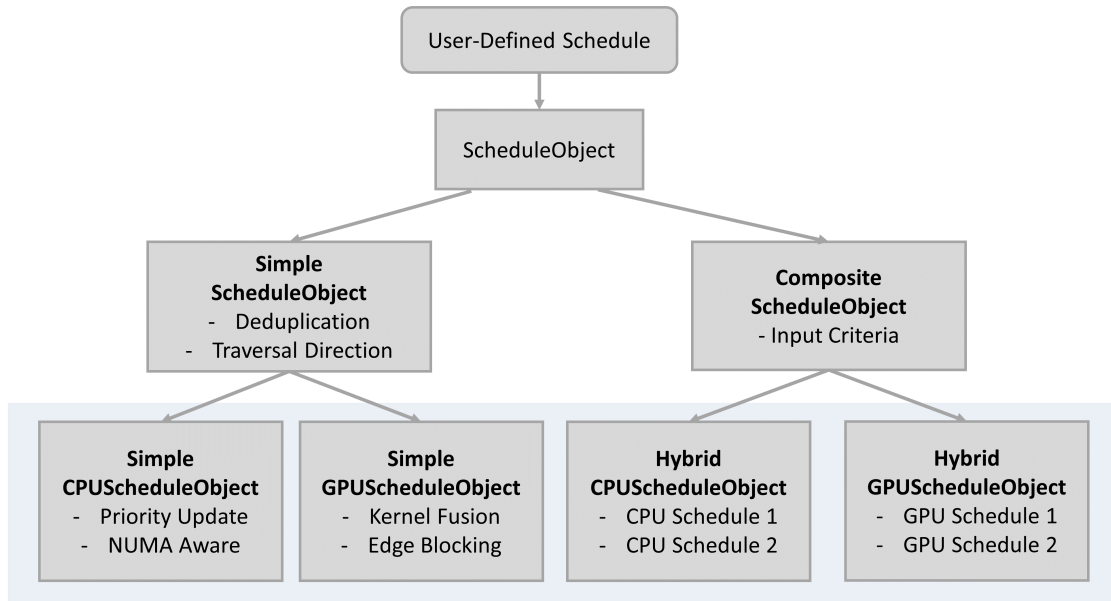 User-Defined Schedule
ScheduleObject
Simple
ScheduleObject
- Deduplication
- Traversal Direction
Composite
ScheduleObject
- Input Criteria
Simple
CPUScheduleObject
- Priority Update
- NUMA Aware
Simple
GPUScheduleObject
- Kernel Fusion
- Edge Blocking
Hybrid
CPUScheduleObject
- CPU Schedule 1
- CPU Schedule 2
Hybrid
GPUScheduleObject
- GPU Schedule 1
- GPU Schedule 2